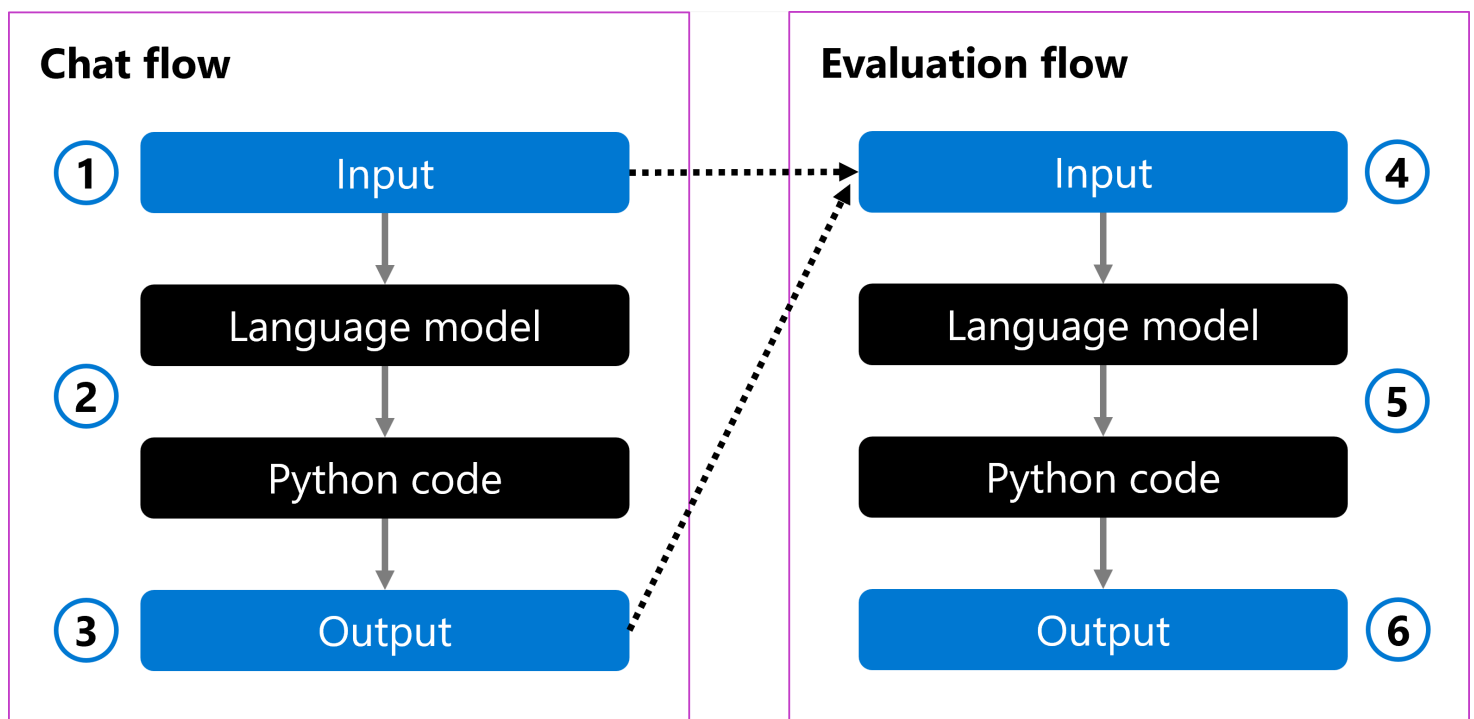 Chat flow
1
Input
Language model
2
Python code
3
Output
Evaluation flow
Input
4
Language model
5
Python code
Output
6